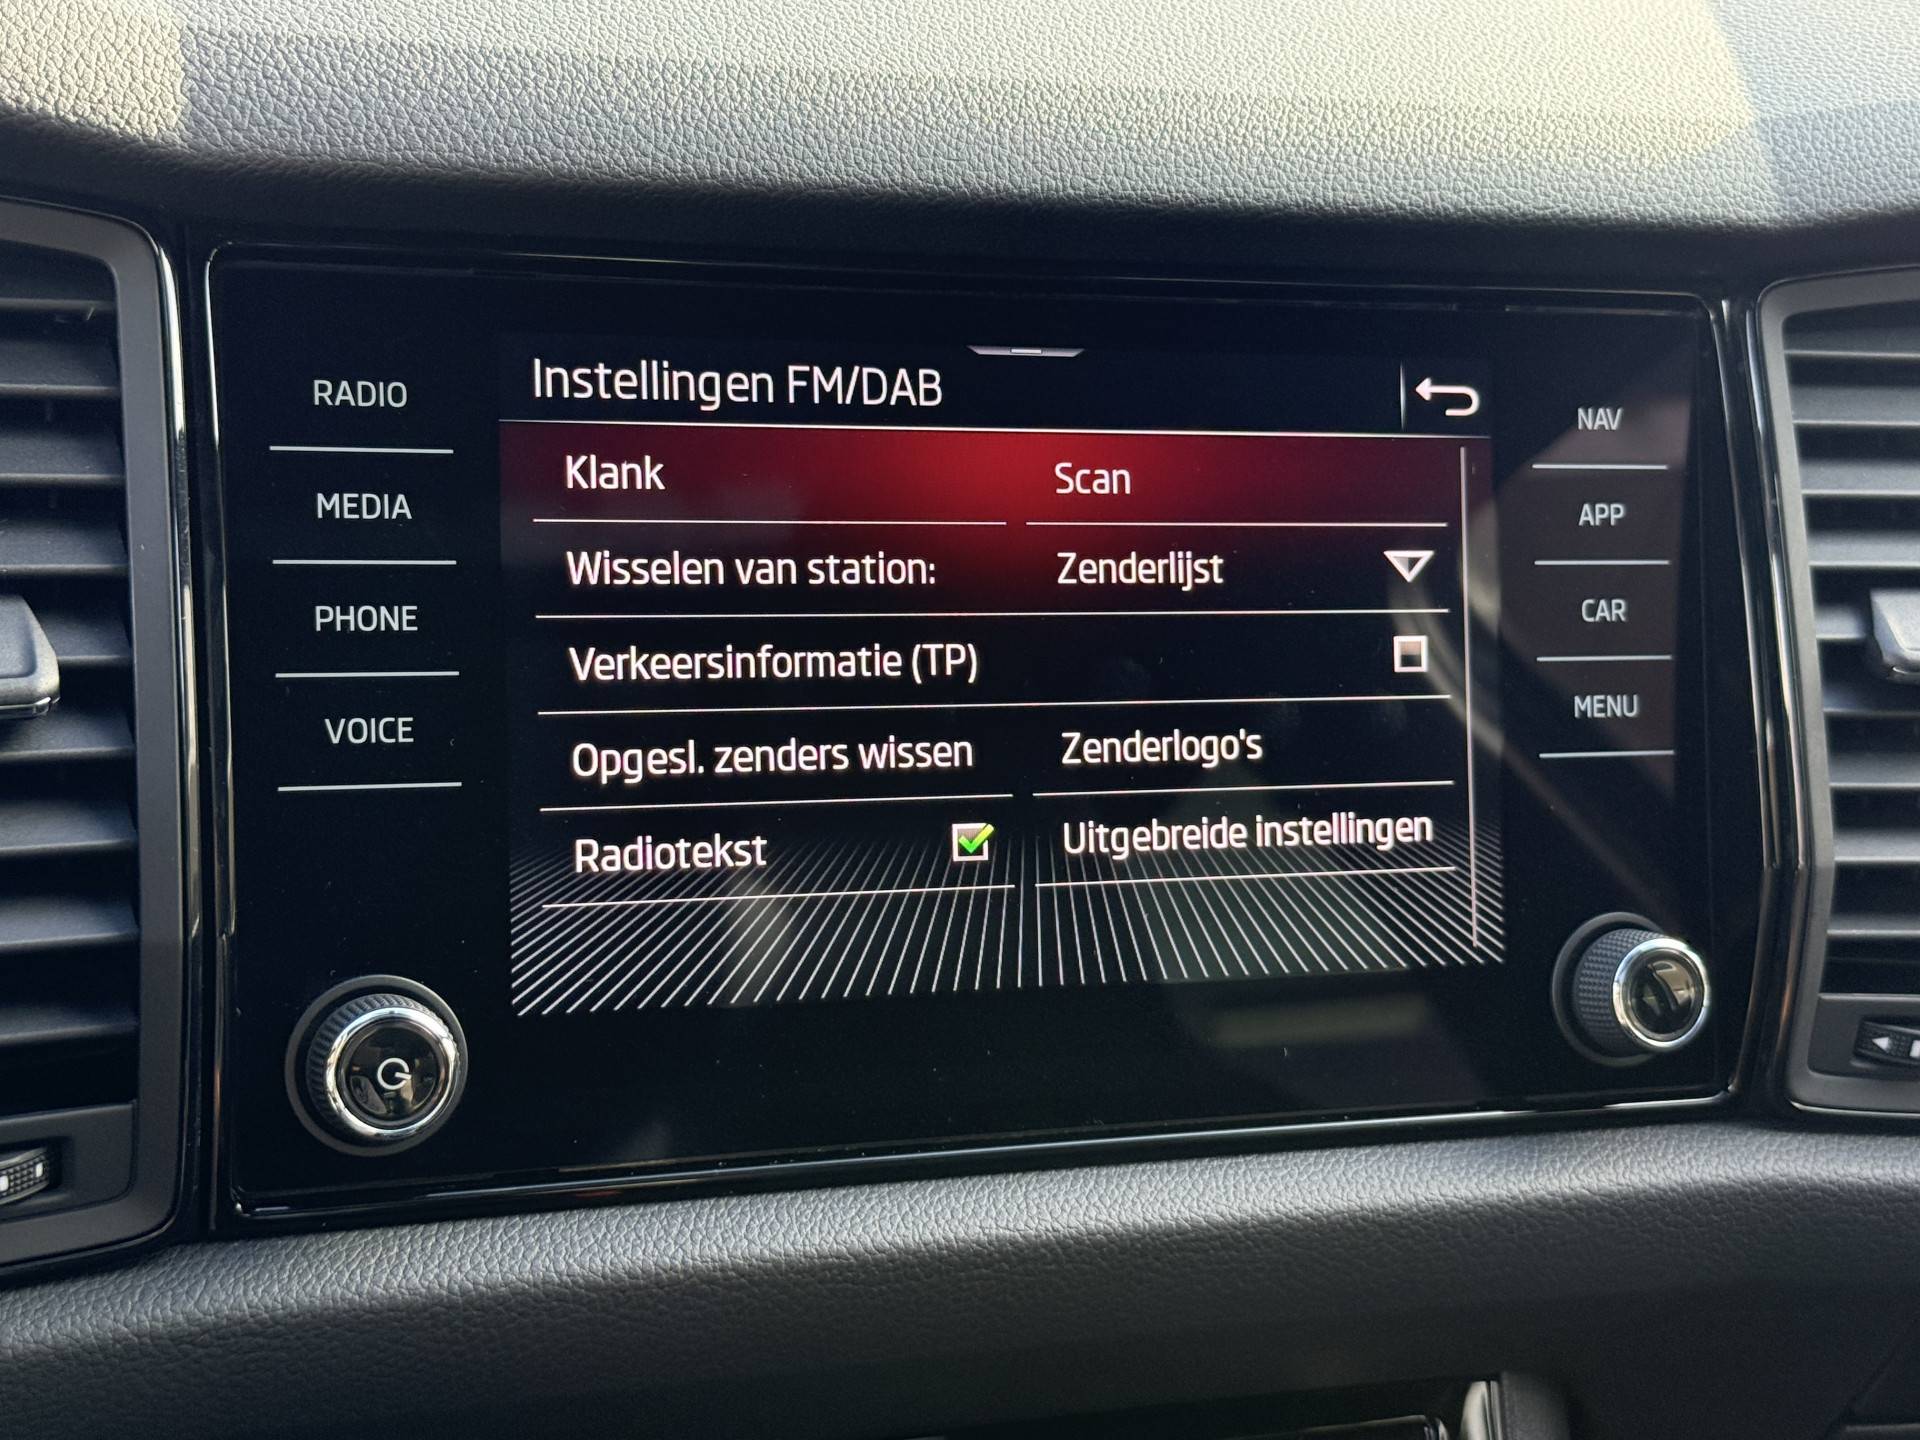 RADIO
MEDIA
PHONE
VOICE
Instellingen FM/DAB
Klank
Scan
Wisselen van station: Zenderlijst
Verkeersinformatie (TP)
Opgesl. zenders wissen
Zenderlogo's
Radiotekst
Uitgebreide instellingen
NAV
APP
CAR
MENU